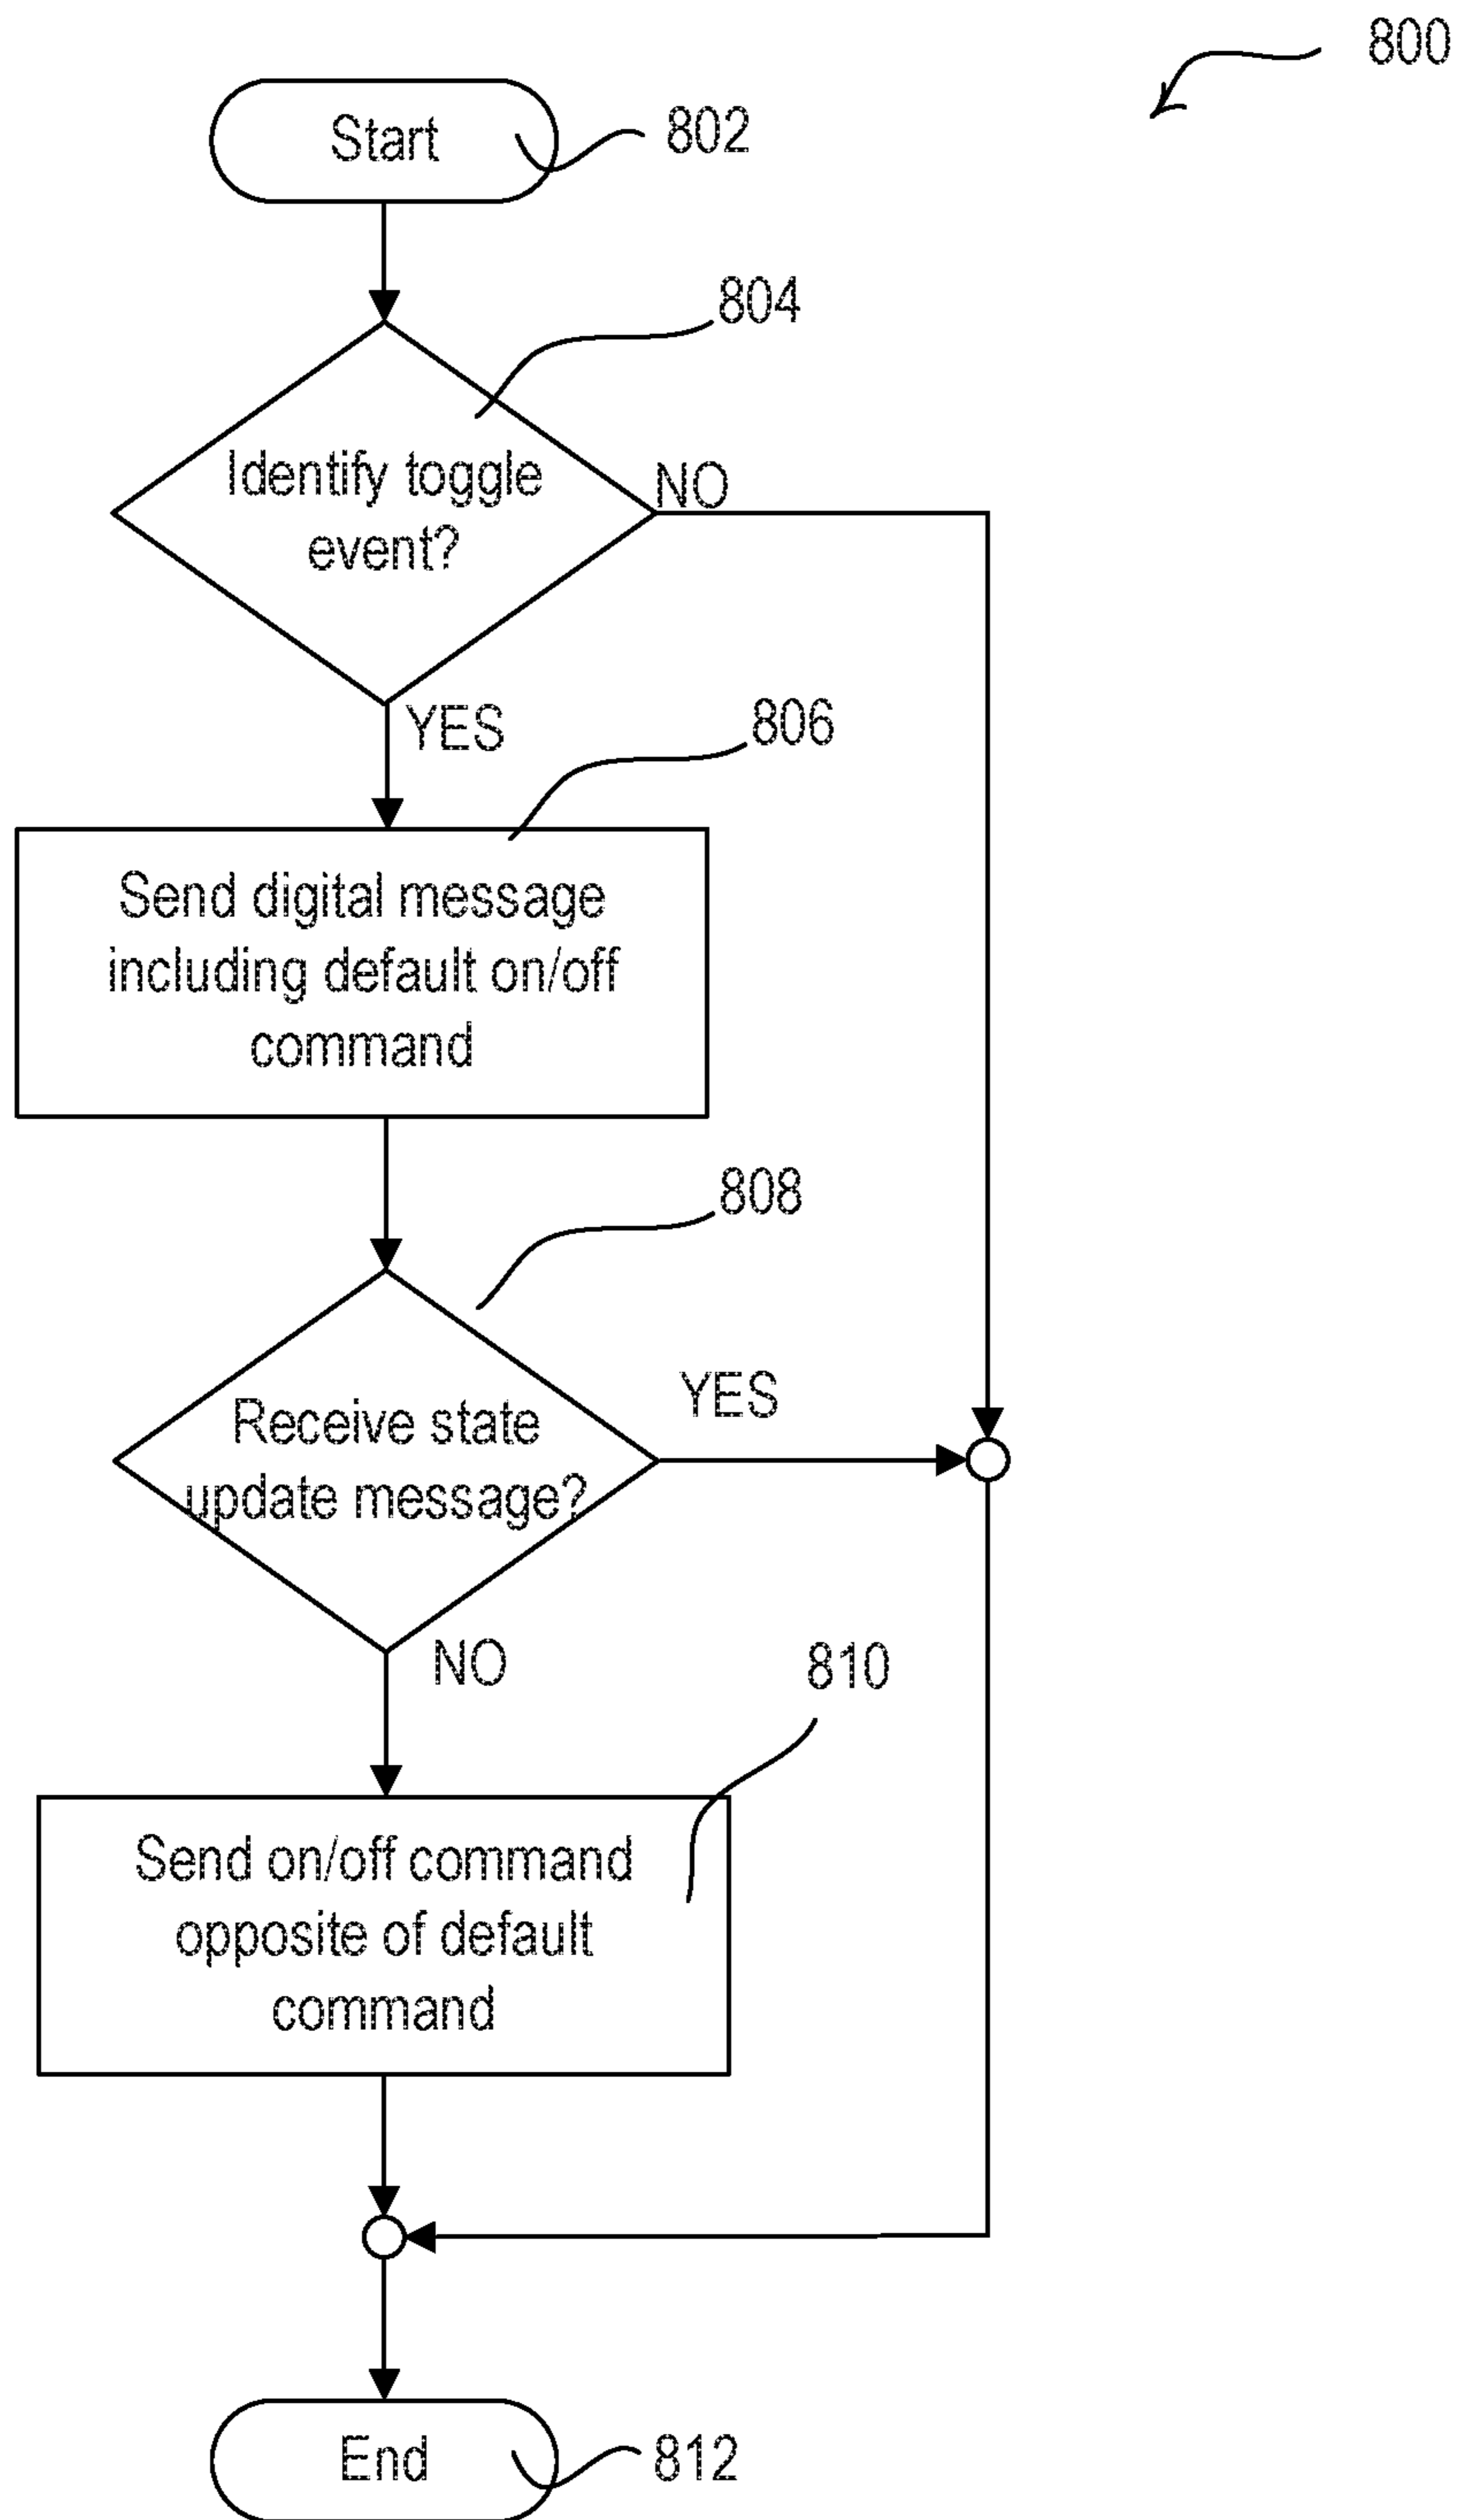 800
Start
802
804
Identify toggle
event?
NO
YES
806
Send digital message
including default on/off
command
808
YES
Receive state
update message?
NO
810
Send on/off command
opposite of default
command
End
812